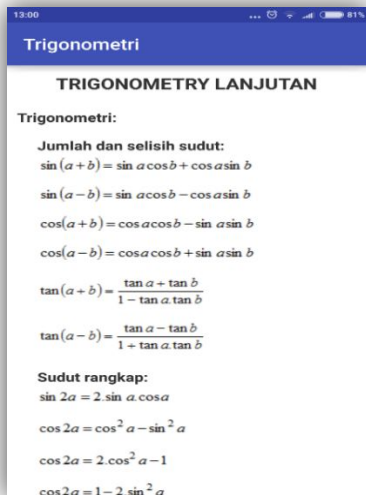 13:00 ... 81%
Trigonometri
TRIGONOMETRY LANJUTAN
Trigonometri:
Jumlah dan selisih sudut:
sin (a + b) = sin a cos b + cos a sin b
sin (a − b) = sin a cos b − cos a sin b
cos(a + b) = cos a cos b − sin a sin b
cos(a − b) = cos a cos b + sin a sin b
tan(a + b) = (tan a + tan b) / (1 − tan a. tan b)
tan(a − b) = (tan a − tan b) / (1 + tan a. tan b)
Sudut rangkap:
sin 2a = 2.sin a.cos a
cos 2a = cos² a − sin² a
cos 2a = 2.cos² a − 1
cos 2a = 1 − 2.sin² a